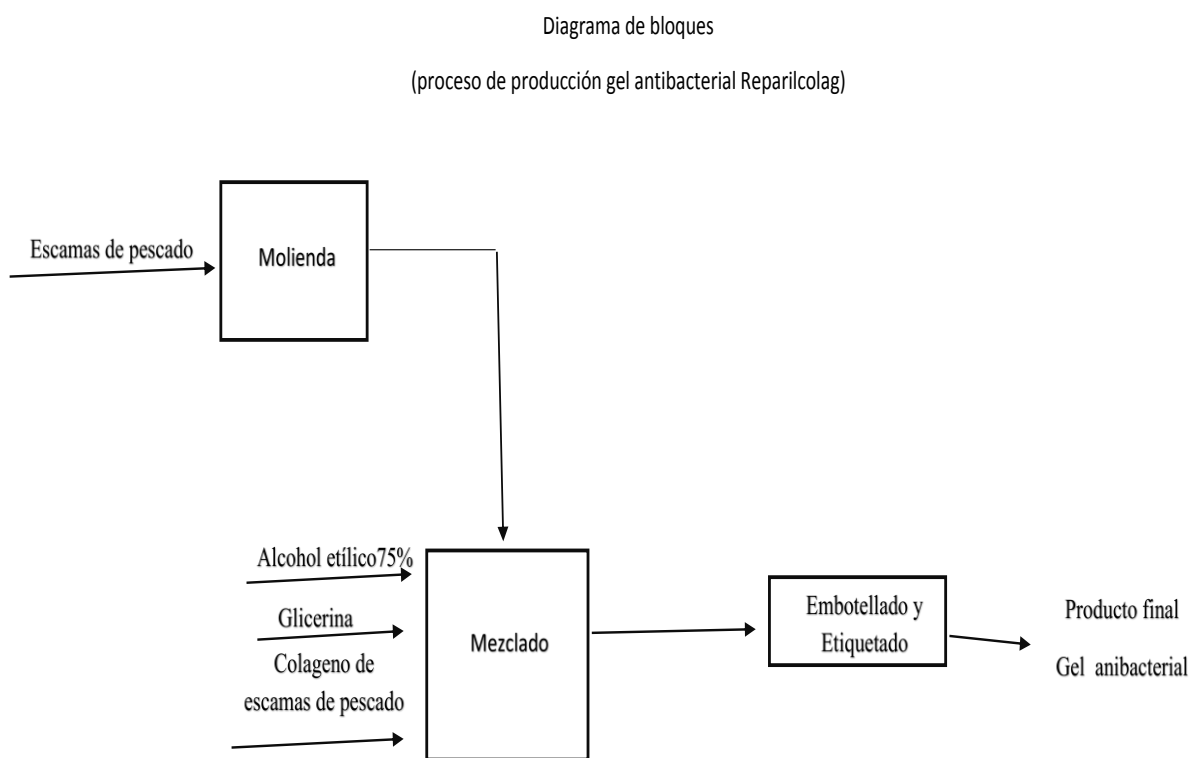 Diagrama de bloques
(proceso de producción gel antibacterial Reparilcolag)
Escamas de pescado
Molienda
Alcohol etílico75%
Glicerina
Colageno de
escamas de pescado
Mezclado
Embotellado y
Etiquetado
Producto final
Gel anibacterial